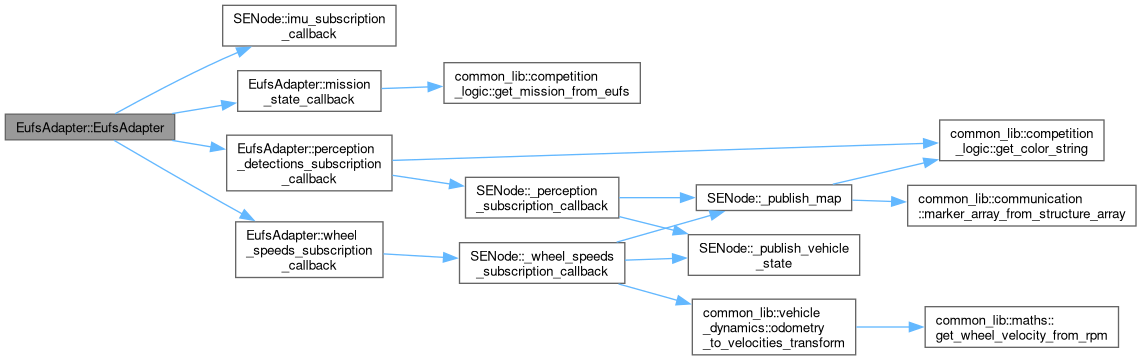 SENode::imu_subscription
_callback
EufsAdapter::mission
_state_callback
common_lib::competition
_logic::get_mission_from_eufs
EufsAdapter::EufsAdapter
EufsAdapter::perception
_detections_subscription
_callback
common_lib::competition
_logic::get_color_string
SENode::_perception
_subscription_callback
SENode::_publish_map
common_lib::communication
::marker_array_from_structure_array
EufsAdapter::wheel
_speeds_subscription
_callback
SENode::_wheel_speeds
_subscription_callback
SENode::_publish_vehicle
_state
common_lib::vehicle
_dynamics::odometry
_to_velocities_transform
common_lib::maths::
get_wheel_velocity_from_rpm